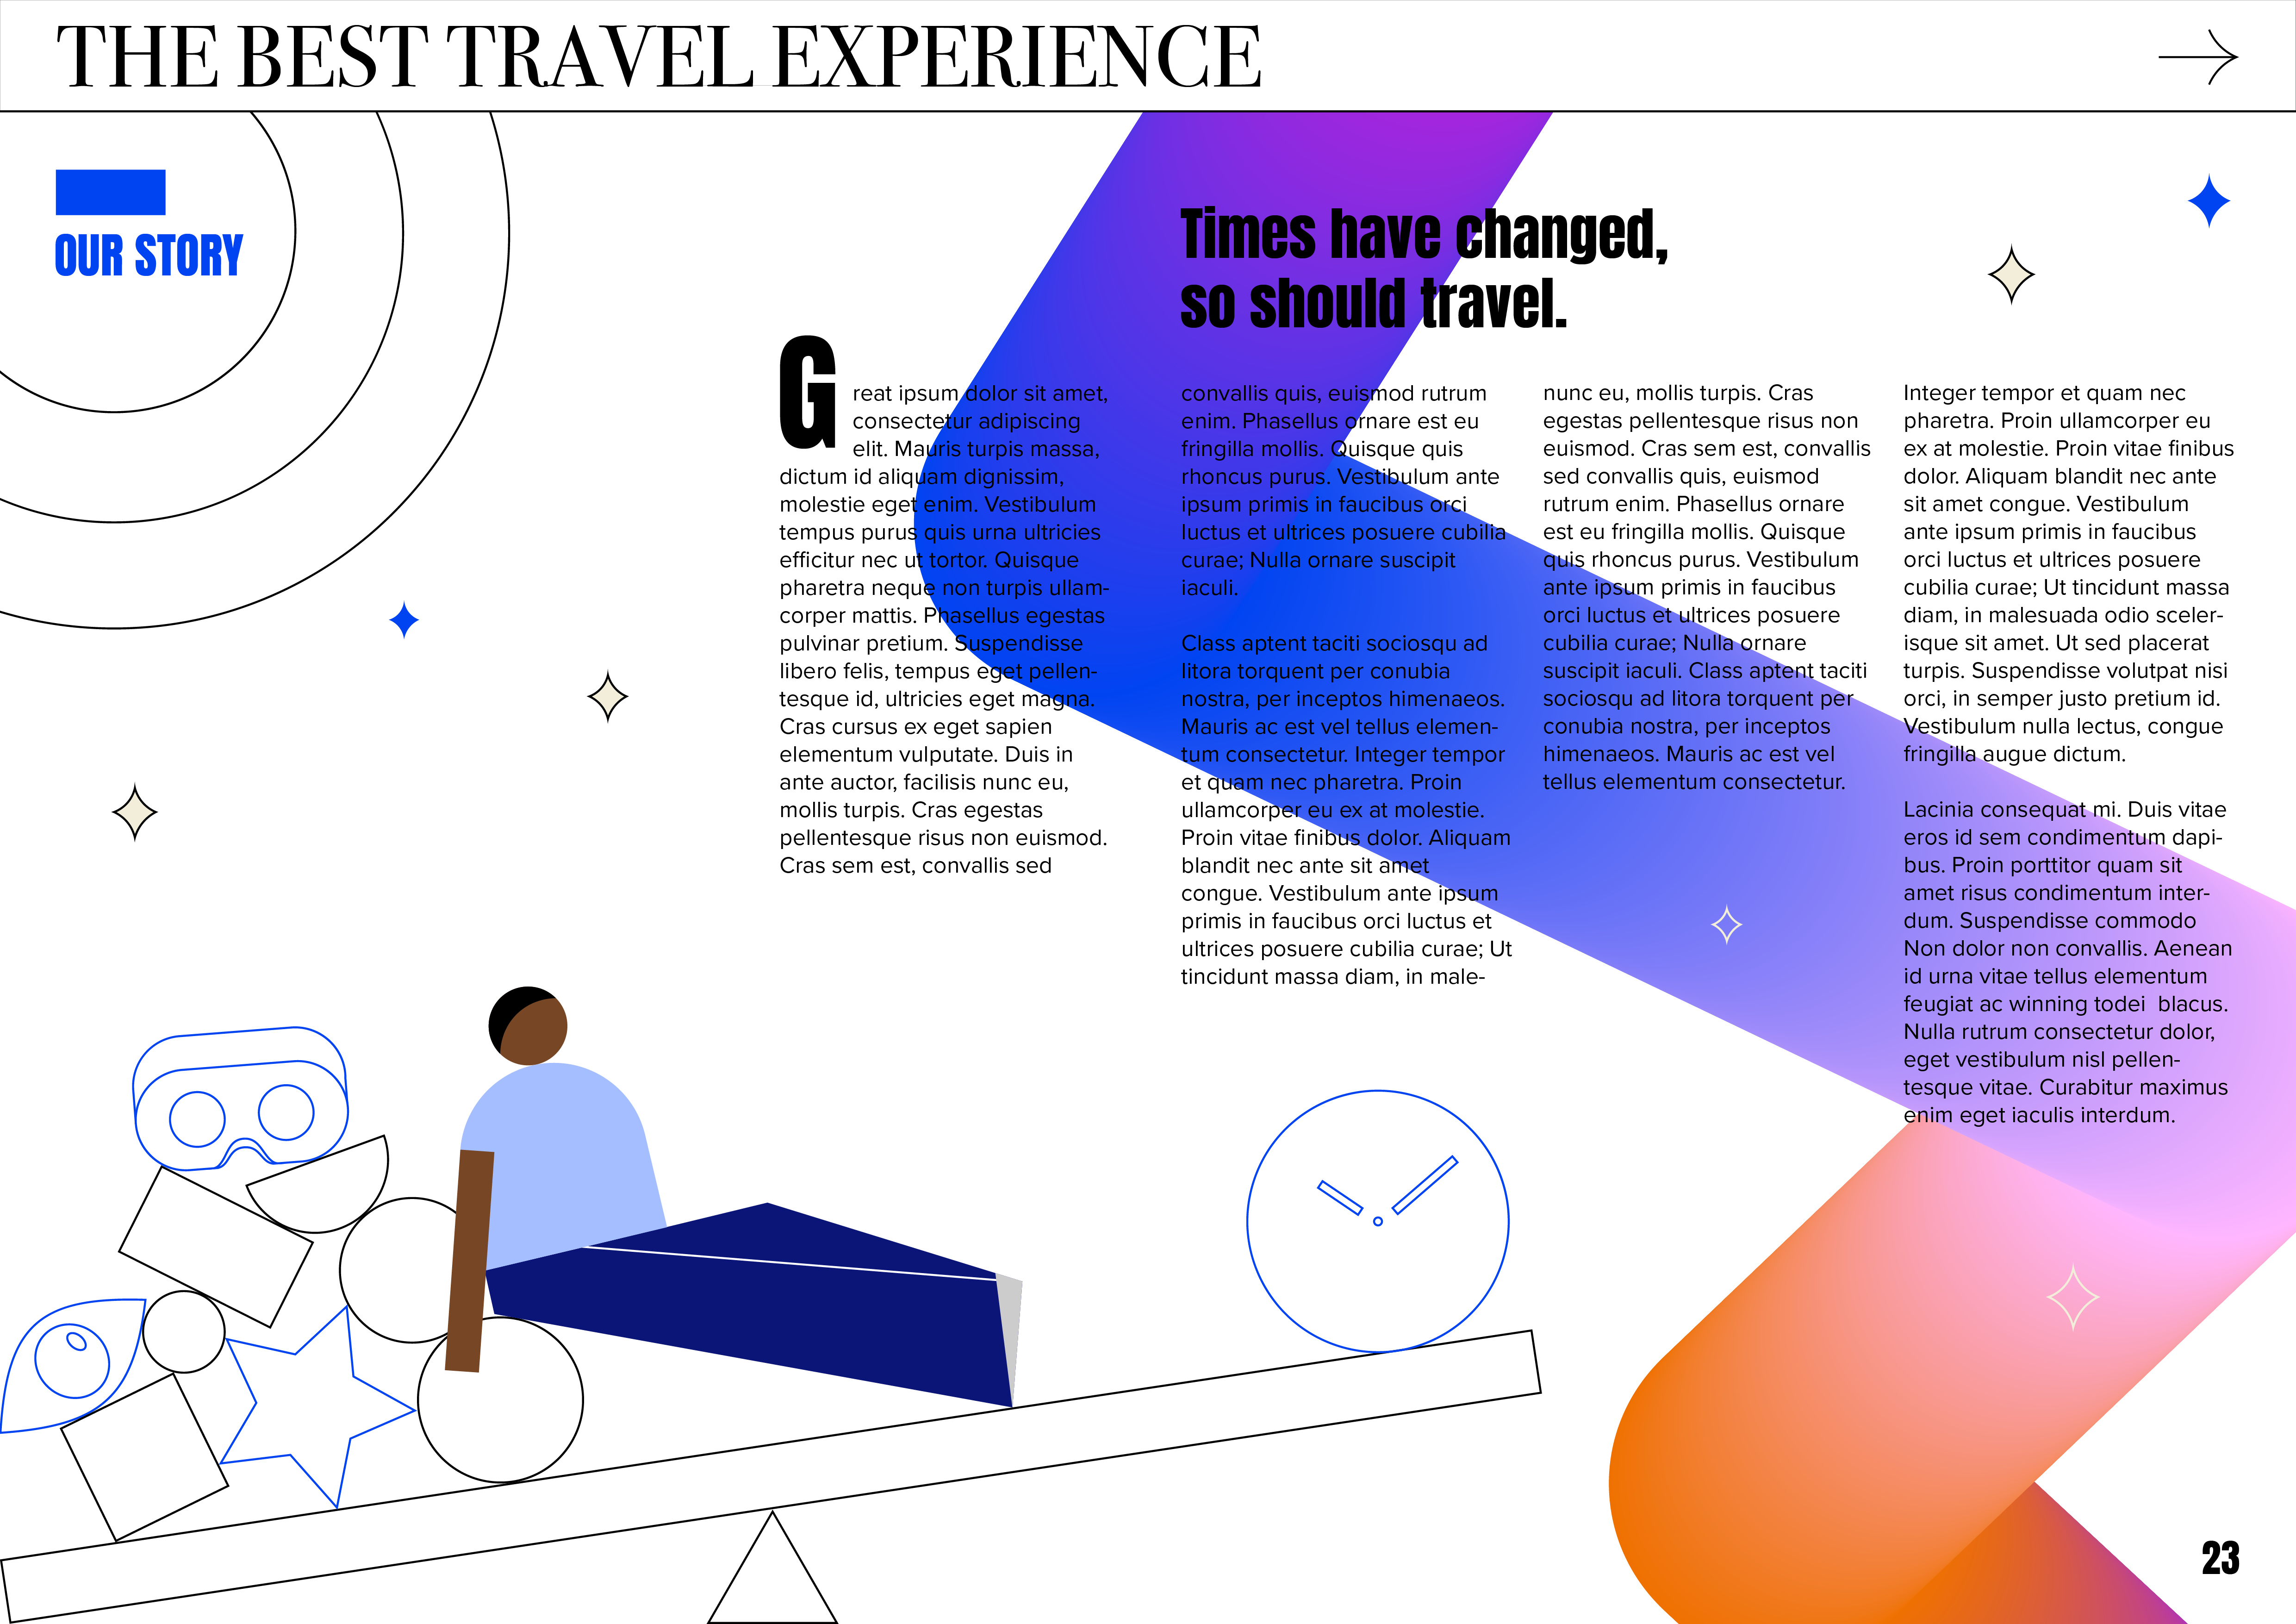 THE BEST TRAVEL EXPERIENCE
OUR STORY
Times have changed,
so should travel.
Great ipsum dolor sit amet,
consectetur adipiscing
elit. Mauris turpis massa,
dictum id aliquam dignissim,
molestie eget enim. Vestibulum
tempus purus quis urna ultricies
efficitur nec ut tortor. Quisque
pharetra neque non turpis ullam-
corper mattis. Phasellus egestas
pulvinar pretium. Suspendisse
libero felis, tempus eget pellen-
tesque id, ultricies eget magna.
Cras cursus ex eget sapien
elementum vulputate. Duis in
ante auctor, facilisis nunc eu,
mollis turpis. Cras egestas
pellentesque risus non euismod.
Cras sem est, convallis sed
convallis quis, euismod rutrum
enim. Phasellus ornare est eu
fringilla mollis. Quisque quis
rhoncus purus. Vestibulum ante
ipsum primis in faucibus orci
luctus et ultrices posuere cubilia
curae; Nulla ornare suscipit
iaculi.
Class aptent taciti sociosqu ad
litora torquent per conubia
nostra, per inceptos himenaeos.
Mauris ac est vel tellus elemen-
tum consectetur. Integer tempor
et quam nec pharetra. Proin
ullamcorper eu ex at molestie.
Proin vitae finibus dolor. Aliquam
blandit nec ante sit amet
congue. Vestibulum ante ipsum
primis in faucibus orci luctus et
ultrices posuere cubilia curae; Ut
tincidunt massa diam, in male-
nunc eu, mollis turpis. Cras
egestas pellentesque risus non
euismod. Cras sem est, convallis
sed convallis quis, euismod
rutrum enim. Phasellus ornare
est eu fringilla mollis. Quisque
quis rhoncus purus. Vestibulum
ante ipsum primis in faucibus
orci luctus et ultrices posuere
cubilia curae; Nulla ornare
suscipit iaculi. Class aptent taciti
sociosqu ad litora torquent per
conubia nostra, per inceptos
himenaeos. Mauris ac est vel
tellus elementum consectetur.
Integer tempor et quam nec
pharetra. Proin ullamcorper eu
ex at molestie. Proin vitae finibus
dolor. Aliquam blandit nec ante
sit amet congue. Vestibulum
ante ipsum primis in faucibus
orci luctus et ultrices posuere
cubilia curae; Ut tincidunt massa
diam, in malesuada odio sceler-
isque sit amet. Ut sed placerat
turpis. Suspendisse volutpat nisi
orci, in semper justo pretium id.
Vestibulum nulla lectus, congue
fringilla augue dictum.
Lacinia consequat mi. Duis vitae
eros id sem condimentum dapi-
bus. Proin porttitor quam sit
amet risus condimentum inter-
dum. Suspendisse commodo
Non dolor non convallis. Aenean
id urna vitae tellus elementum
feugiat ac winning todei  blacus.
Nulla rutrum consectetur dolor,
eget vestibulum nisl pellen-
tesque vitae. Curabitur maximus
enim eget iaculis interdum.
23